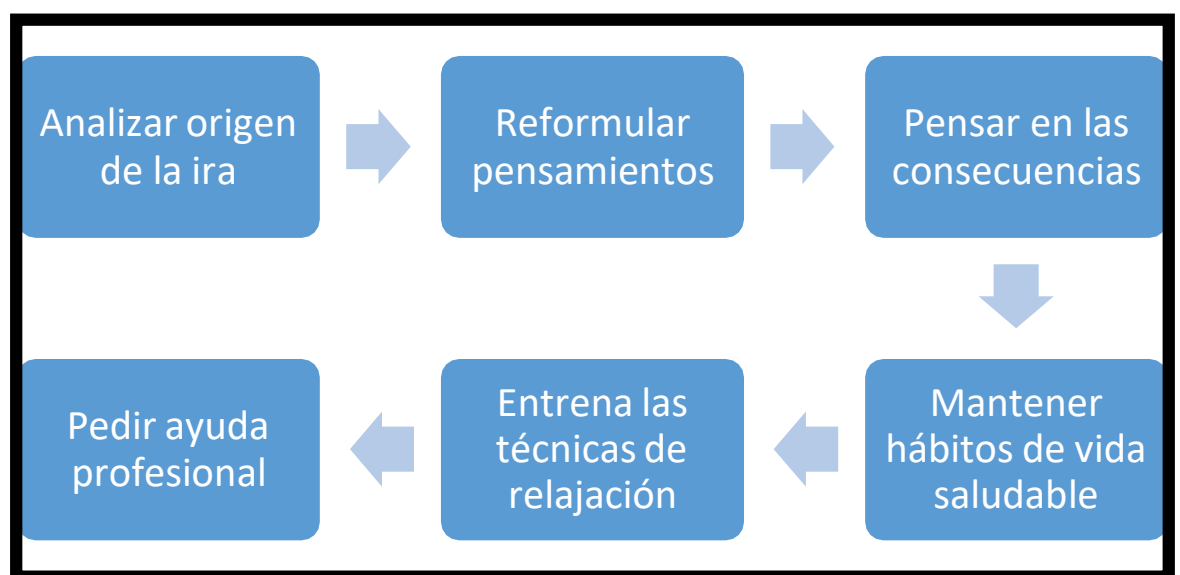 Analizar origen
de la ira
Reformular
pensamientos
Pensar en las
consecuencias
Mantener
hábitos de vida
saludable
Entrena las
técnicas de
relajación
Pedir ayuda
profesional